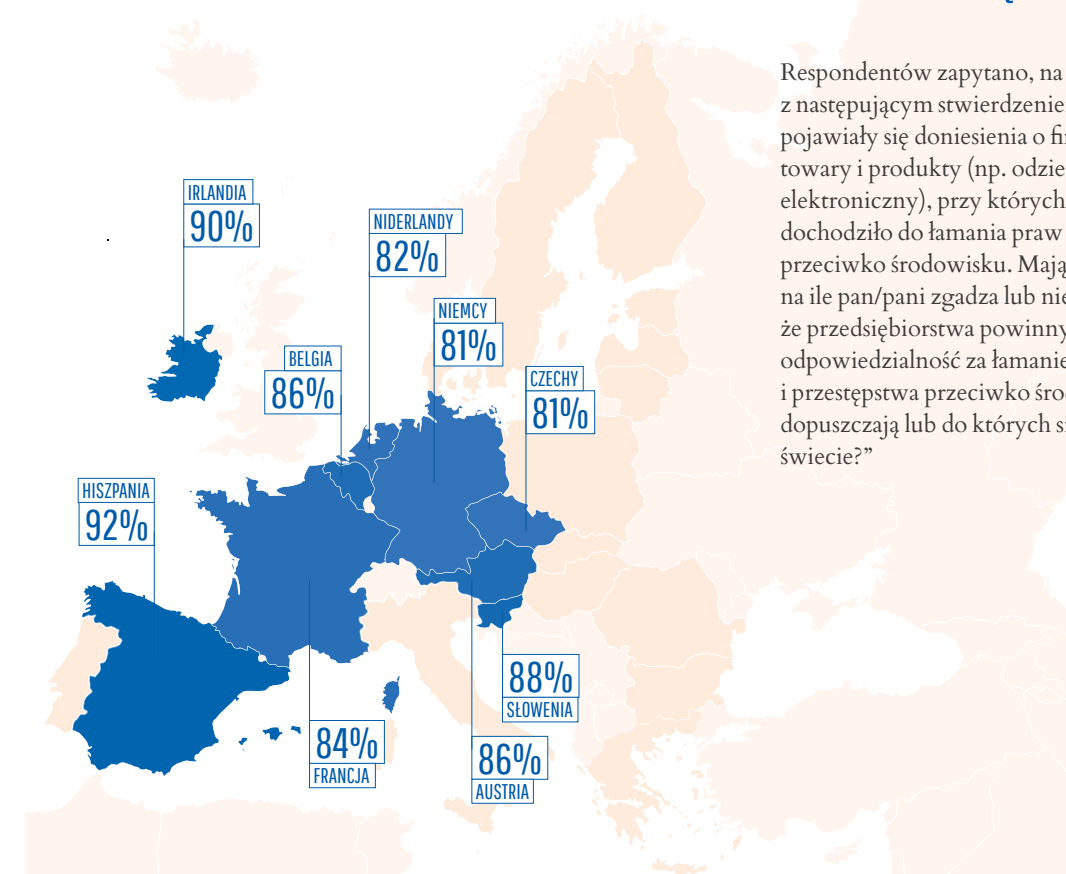 Respondentów zapytano, na
z następującym stwierdzenie
pojawiały się doniesienia o fi
towary i produkty (np. odzie
elektroniczny), przy których
dochodziło do łamania praw
przeciwko środowisku. Mają
na ile pan/pani zgadza lub nie
że przedsiębiorstwa powinny
odpowiedzialność za łamanie
i przestępstwa przeciwko śro
dopuszczają lub do których si
świecie?”
IRLANDIA
90%
NIDERLANDY
82%
NIEMCY
81%
BELGIA
86%
CZECHY
81%
HISZPANIA
92%
88%
SŁOWENIA
84%
FRANCJA
86%
AUSTRIA